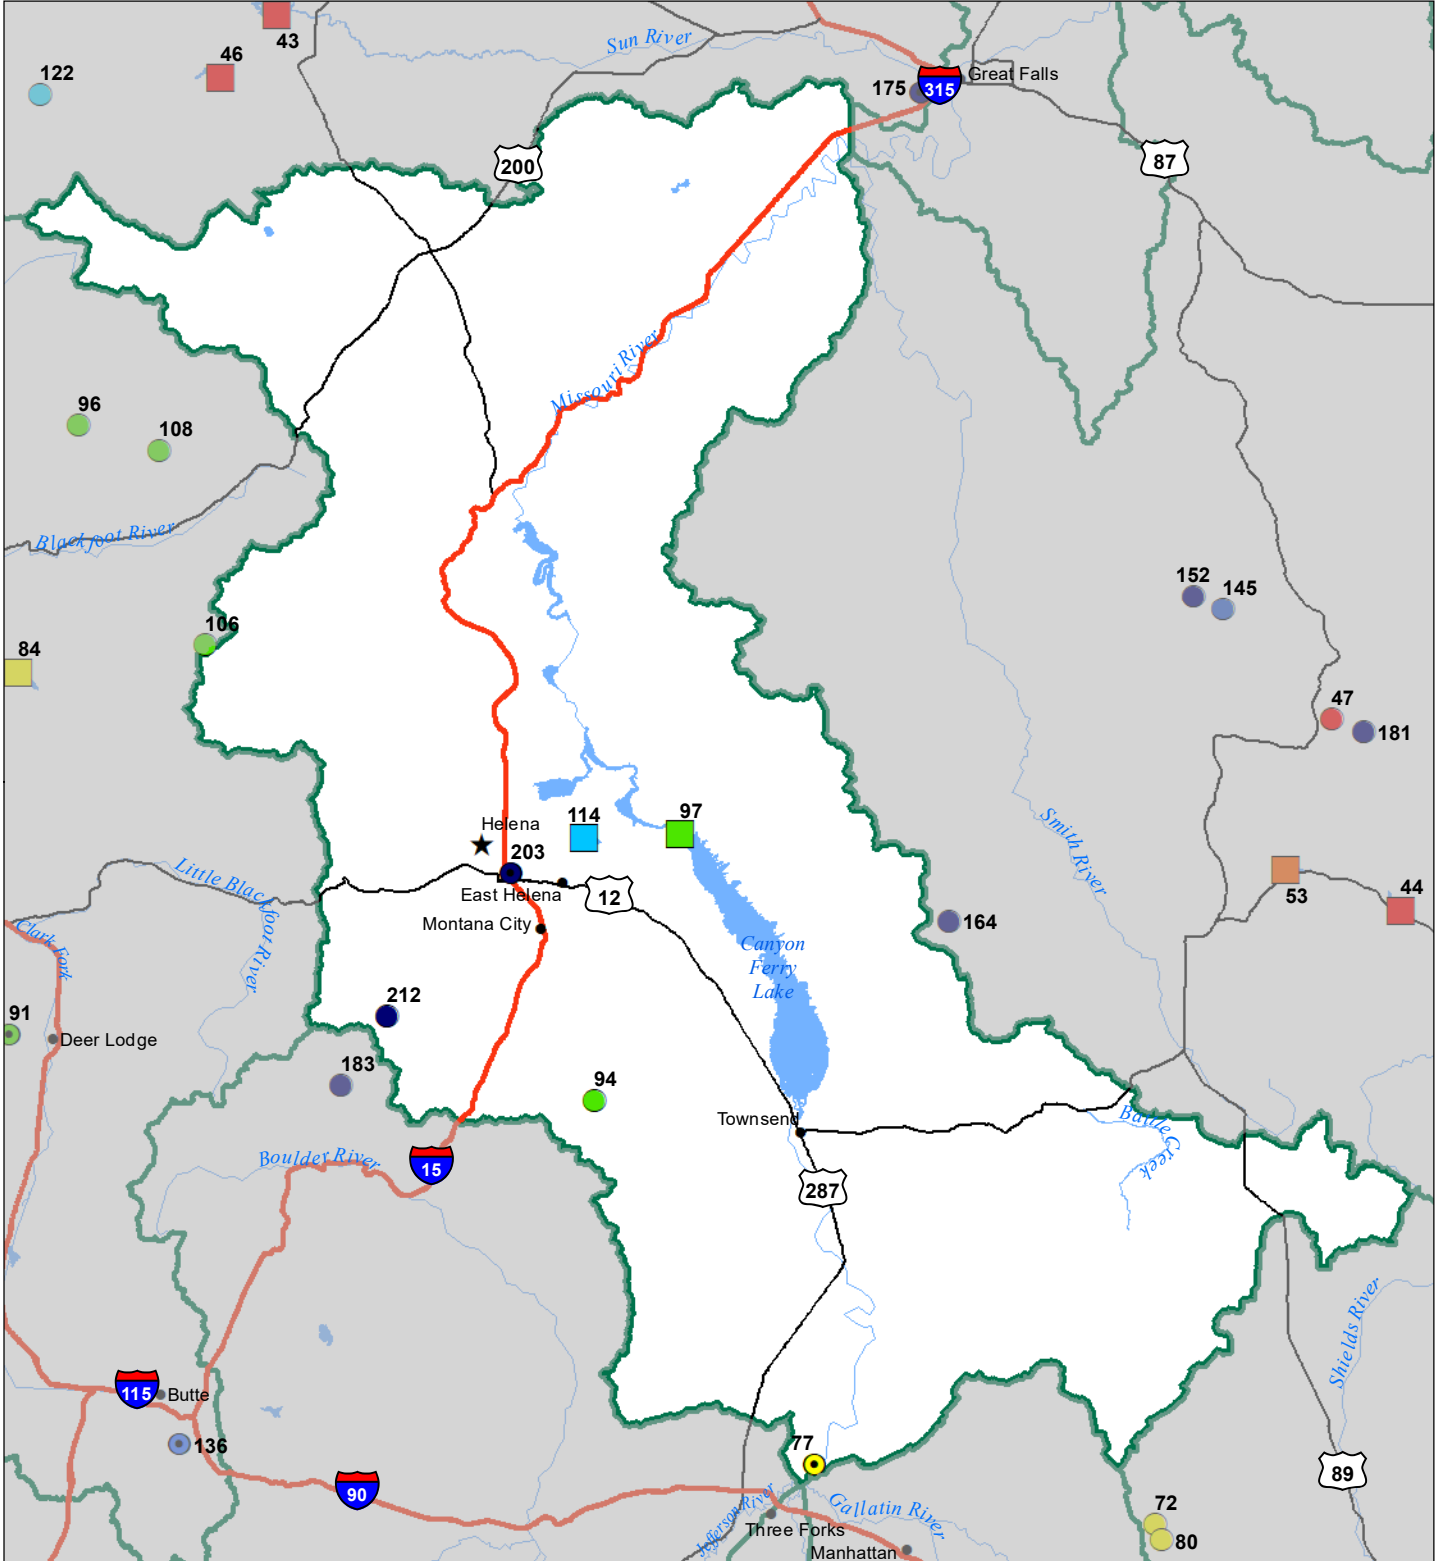 43
46
122
Sun River
Great Falls
175
315
200
87
Missouri River
96
108
Blackfoot River
152
145
106
84
47
181
Helena
114
97
203
Smith River
Little Blackfoot River
East Helena
12
53
44
Montana City
164
Clark Fork
Canyon
Ferry
Lake
212
91
Deer Lodge
183
94
Townsend
Battle Creek
Boulder River
15
287
Shields River
115
Butte
136
77
89
90
Jefferson River
Gallatin River
72
Three Forks
80
Manhattan